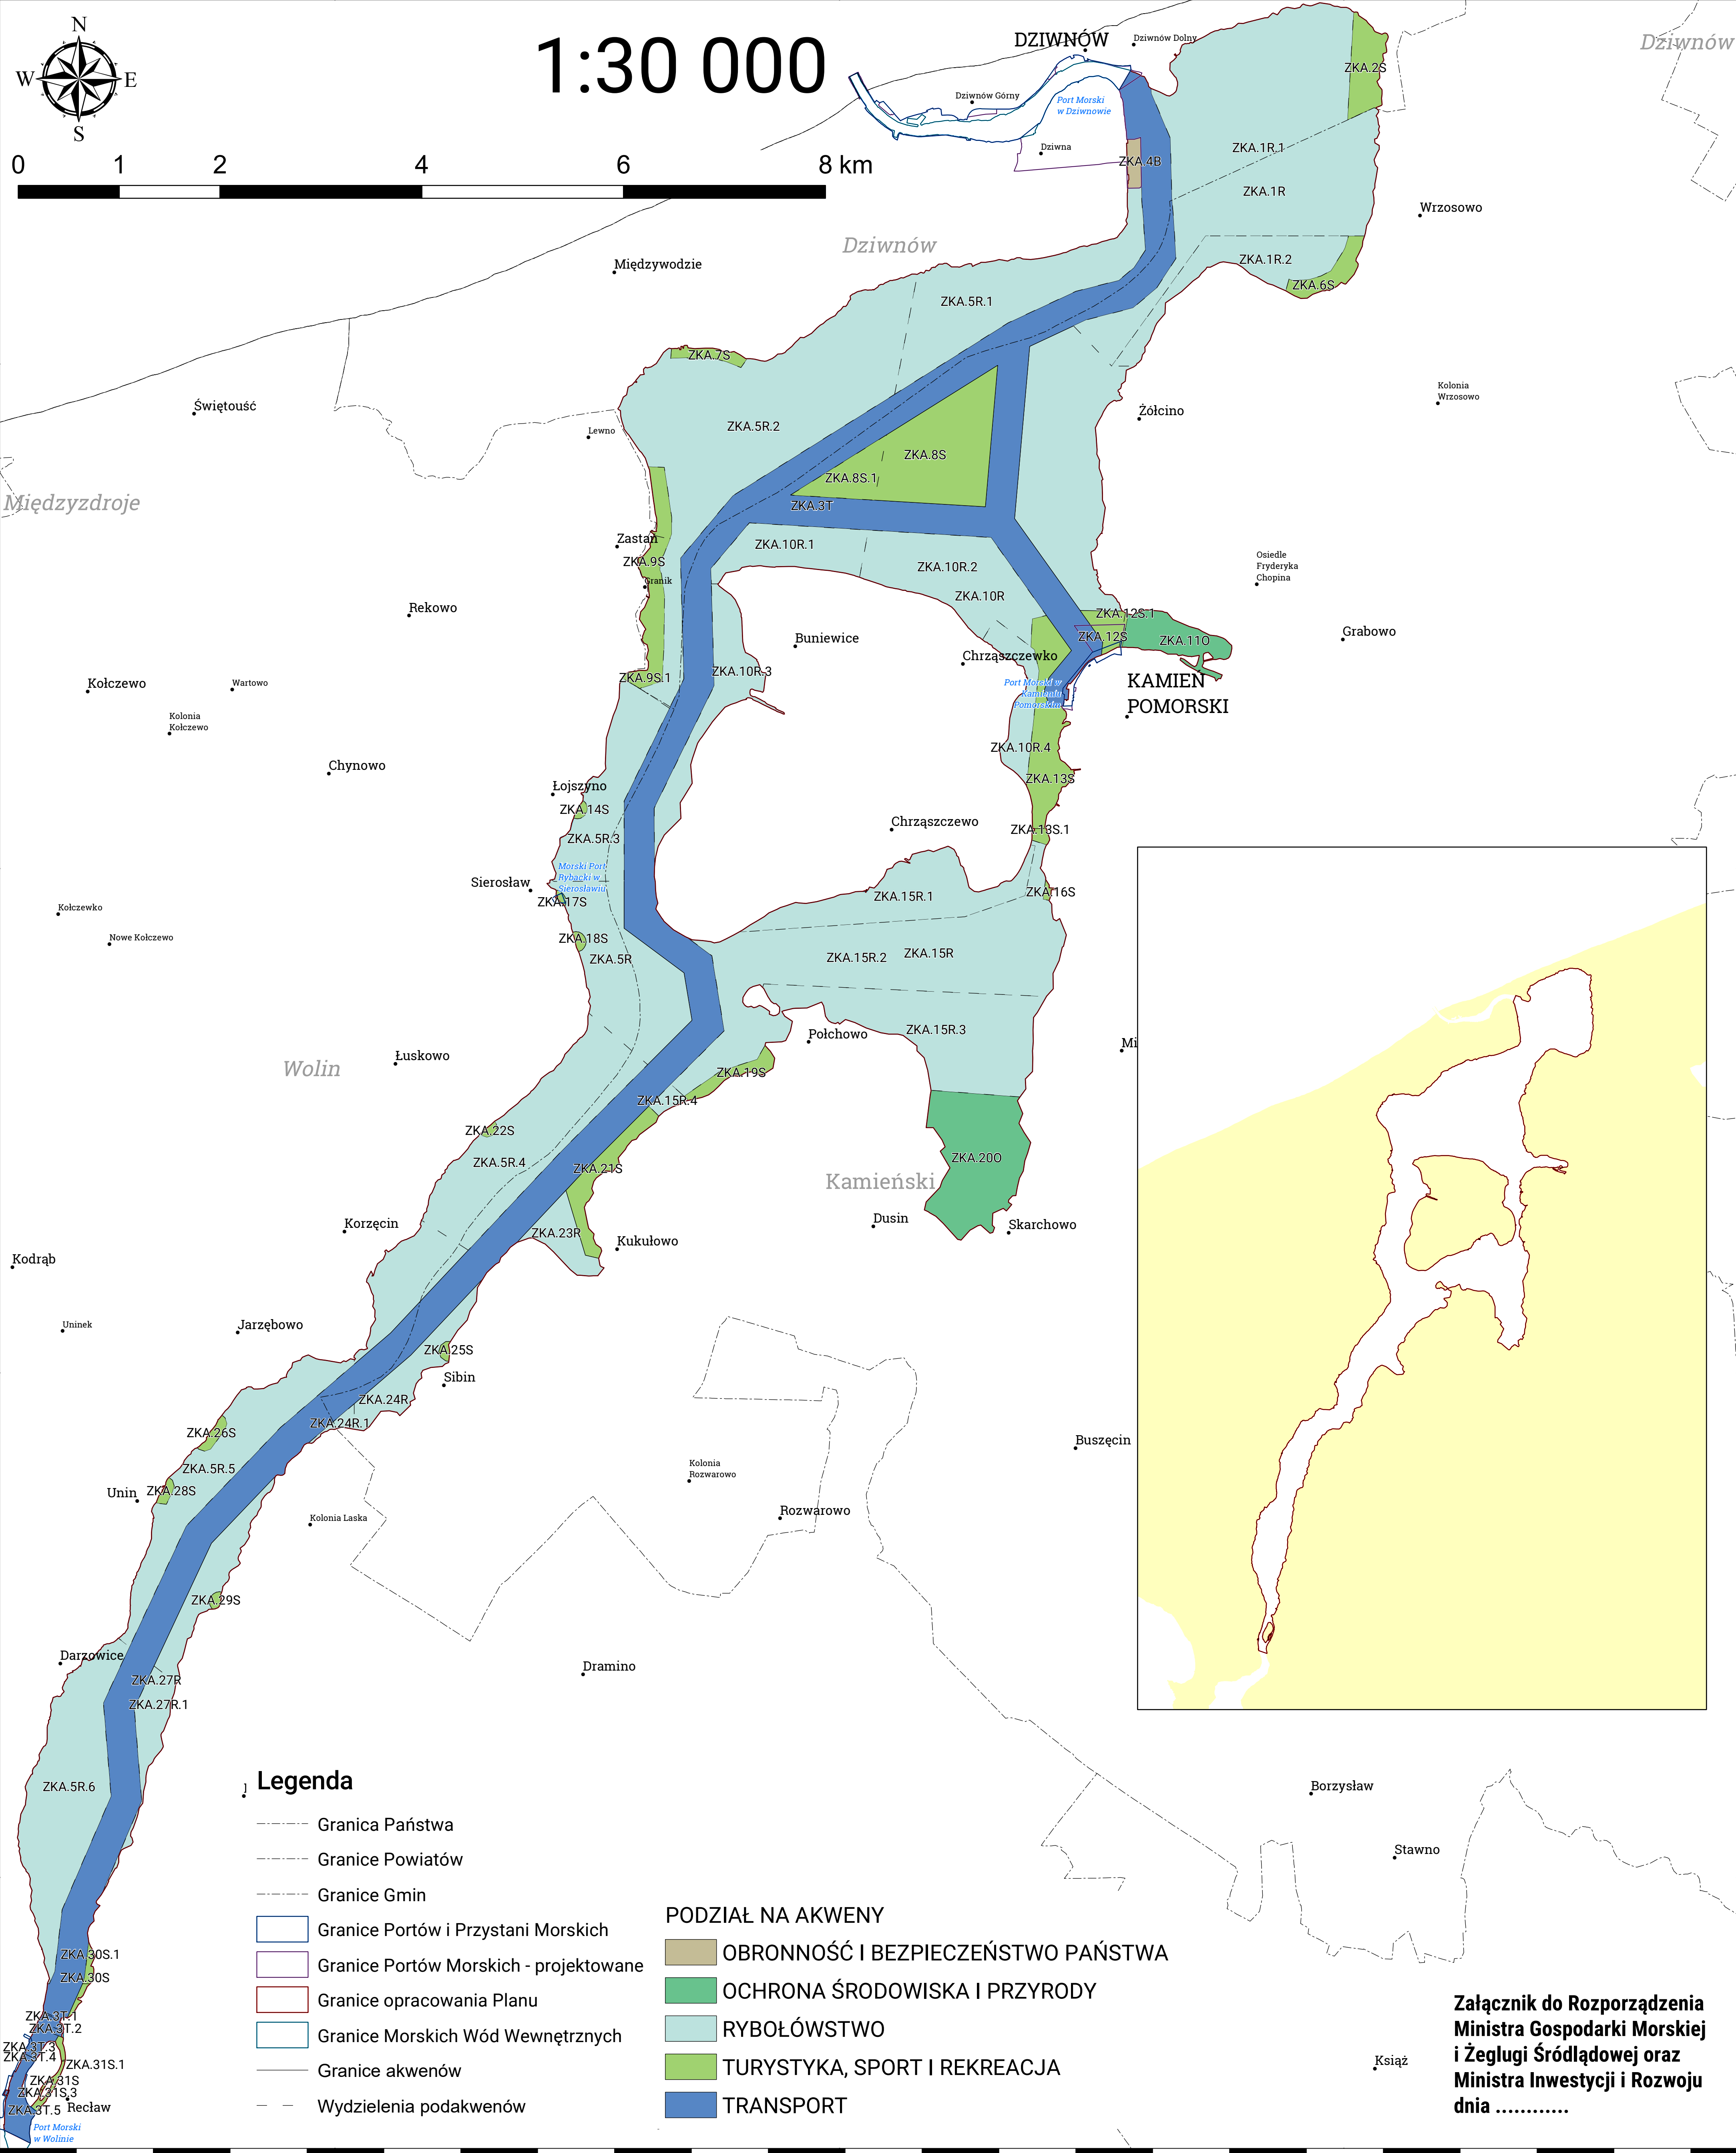 N
W
E
S
1:30 000
0 1 2 4 6 8 km
DZIWNÓW
Dziwnów Dolny
Dziwnów
ZKA.2S
Dziwnów Górny
Port Morski
w Dziwnowie
Dziwna
ZKA.4B
ZKA.1R.1
ZKA.1R
Wrzosowo
Dziwnów
Międzywodzie
ZKA.1R.2
ZKA.6S
ZKA.5R.1
ZKA.7S
Świętouść
Lewno
ZKA.5R.2
Żółcino
Kolonia
Wrzosowo
ZKA.8S
ZKA.8S.1
Międzyzdroje
ZKA.3T
Zastań
ZKA.10R.1
ZKA.9S
Granik
ZKA.10R.2
Osiedle
Fryderyka
Chopina
ZKA.10R
Rekowo
ZKA.12S.1
ZKA.12S
ZKA.11O
Grabowo
Buniewice
Chrząszczewko
ZKA.10R.3
ZKA.9S.1
Kołczewo
Wartowo
Port Morski w
Kamieniu
Pomorskim
KAMIEŃ
POMORSKI
Kolonia
Kołczewo
ZKA.10R.4
Chynowo
ZKA.13S
Łojszyno
ZKA.14S
Chrząszczewo
ZKA.13S.1
ZKA.5R.3
Morski Port
Rybacki w
Sierosławiu
Sierosław
ZKA.17S
ZKA.15R.1
ZKA.16S
Kołczewko
Nowe Kołczewo
ZKA.18S
ZKA.5R
ZKA.15R.2
ZKA.15R
ZKA.15R.3
Połchowo
Mi
Wolin
Łuskowo
ZKA.19S
ZKA.15R.4
ZKA.22S
ZKA.5R.4
ZKA.21S
ZKA.20O
Kamieński
Dusin
Skarchowo
Korzęcin
ZKA.23R
Kukułowo
Kodrąb
Uninek
Jarzębowo
ZKA.25S
Sibin
ZKA.24R
ZKA.24R.1
ZKA.26S
Buszęcin
ZKA.5R.5
Kolonia
Rozwarowo
Unin
ZKA.28S
Kolonia Laska
Rozwarowo
ZKA.29S
Darzowice
Dramino
ZKA.27R
ZKA.27R.1
ZKA.5R.6
Borzysław
Stawno
ZKA.30S.1
ZKA.30S
ZKA.3T.1
ZKA.3T.2
ZKA.3T.3
ZKA.3T.4
ZKA.31S.1
ZKA.31S
ZKA.31S.3
Recław
ZKA.3T.5
Port Morski
w Wolinie
Książ
Legenda
Granica Państwa
Granice Powiatów
Granice Gmin
Granice Portów i Przystani Morskich
Granice Portów Morskich - projektowane
Granice opracowania Planu
Granice Morskich Wód Wewnętrznych
Granice akwenów
Wydzielenia podakwenów
PODZIAŁ NA AKWENY
OBRONNOŚĆ I BEZPIECZEŃSTWO PAŃSTWA
OCHRONA ŚRODOWISKA I PRZYRODY
RYBOŁÓWSTWO
TURYSTYKA, SPORT I REKREACJA
TRANSPORT
Załącznik do Rozporządzenia
Ministra Gospodarki Morskiej
i Żeglugi Śródlądowej oraz
Ministra Inwestycji i Rozwoju
dnia ............